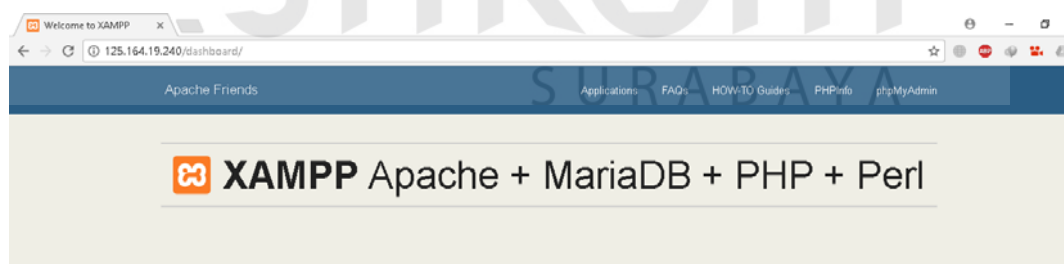 Welcome to XAMPP
125.164.19.240/dashboard/
SURABAYA
Apache Friends Applications FAQs HOW-TO Guides PHPInfo phpMyAdmin
XAMPP Apache + MariaDB + PHP + Perl